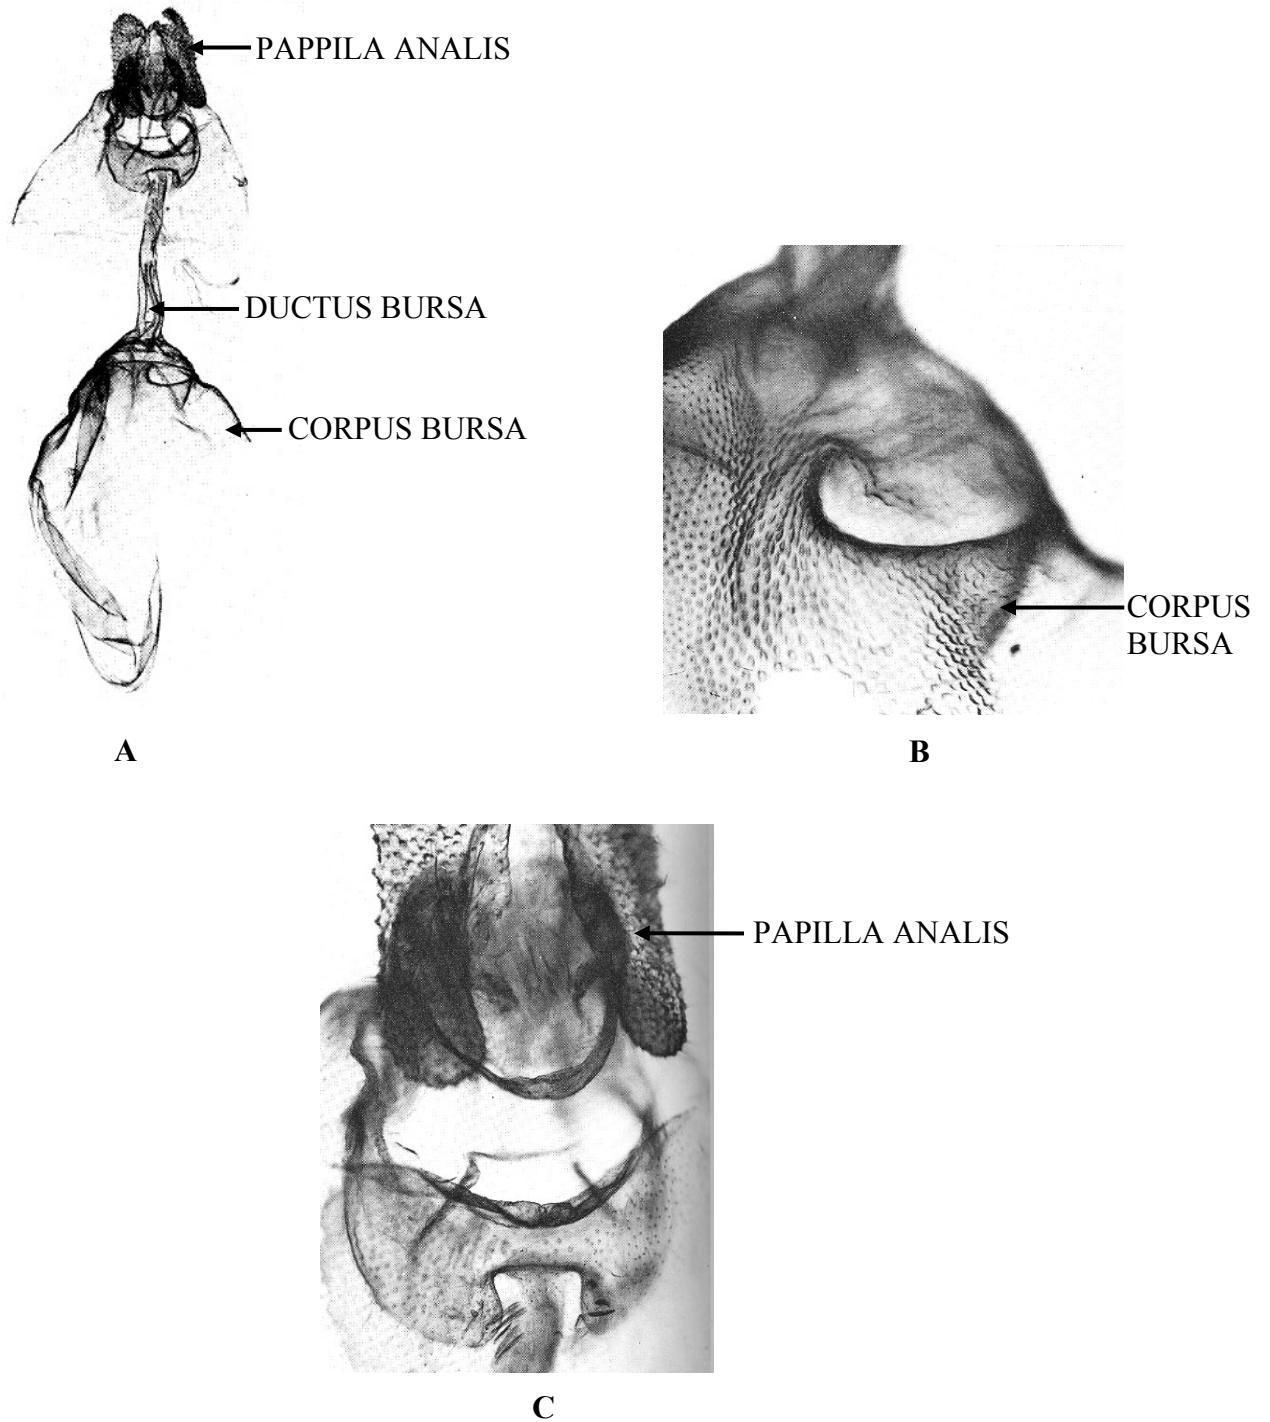 PAPPILA ANALIS
DUCTUS BURSA
CORPUS BURSA
CORPUS
BURSA
A
B
PAPILLA ANALIS
C